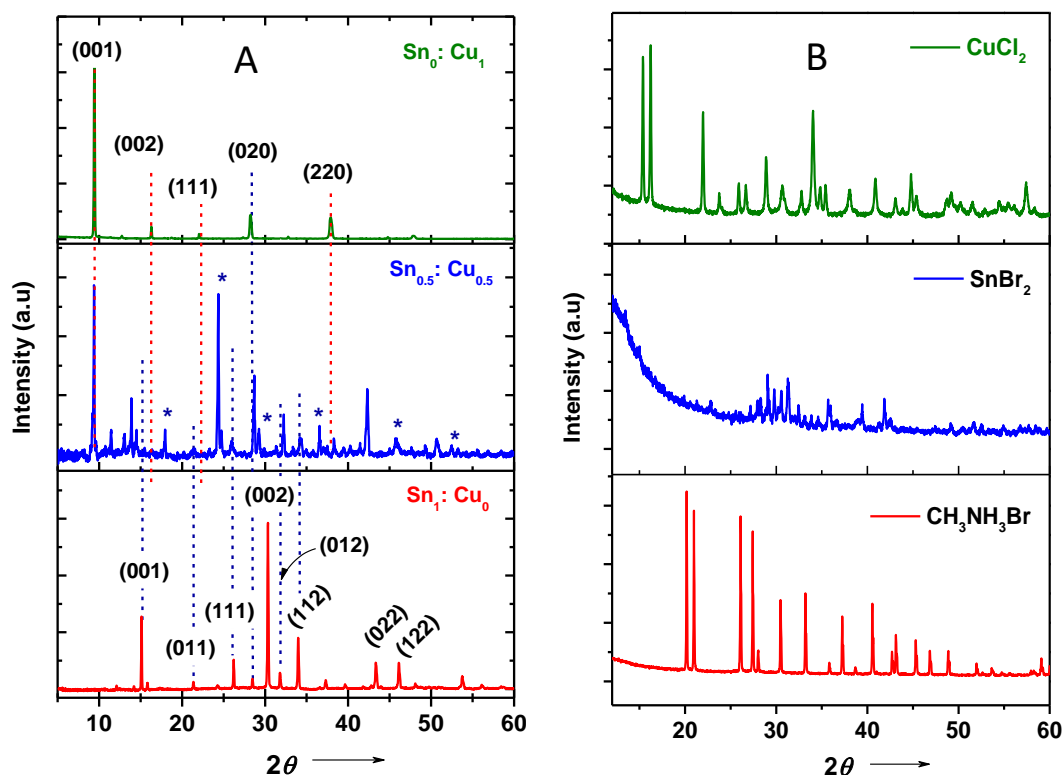 A
Sn0: Cu1
(001)
(002)
(111)
(020)
(220)
Sn0.5: Cu0.5
*
*
*
*
*
*
Sn1: Cu0
(001)
(011)
(111)
(002)
(012)
(112)
(022)
(122)
Intensity (a.u)
10 20 30 40 50 60
2θ
B
CuCl2
SnBr2
CH3NH3Br
Intensity (a.u)
20 30 40 50 60
2θ